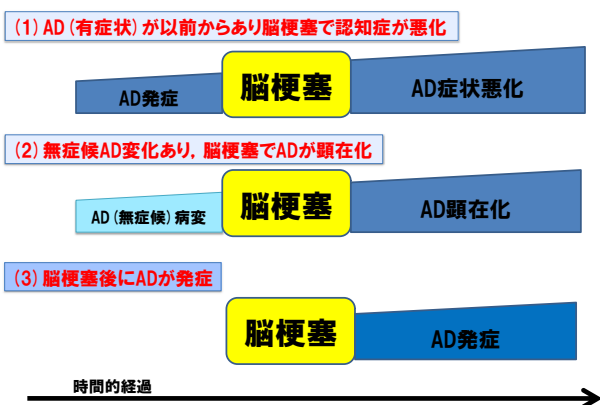 (1)AD(有症状)が以前からあり脳梗塞で認知症が悪化
AD発症
脳梗塞
AD症状悪化
(2)無症候AD変化あり，脳梗塞でADが顕在化
AD(無症候)病変
脳梗塞
AD顕在化
(3)脳梗塞後にADが発症
脳梗塞
AD発症
時間的経過